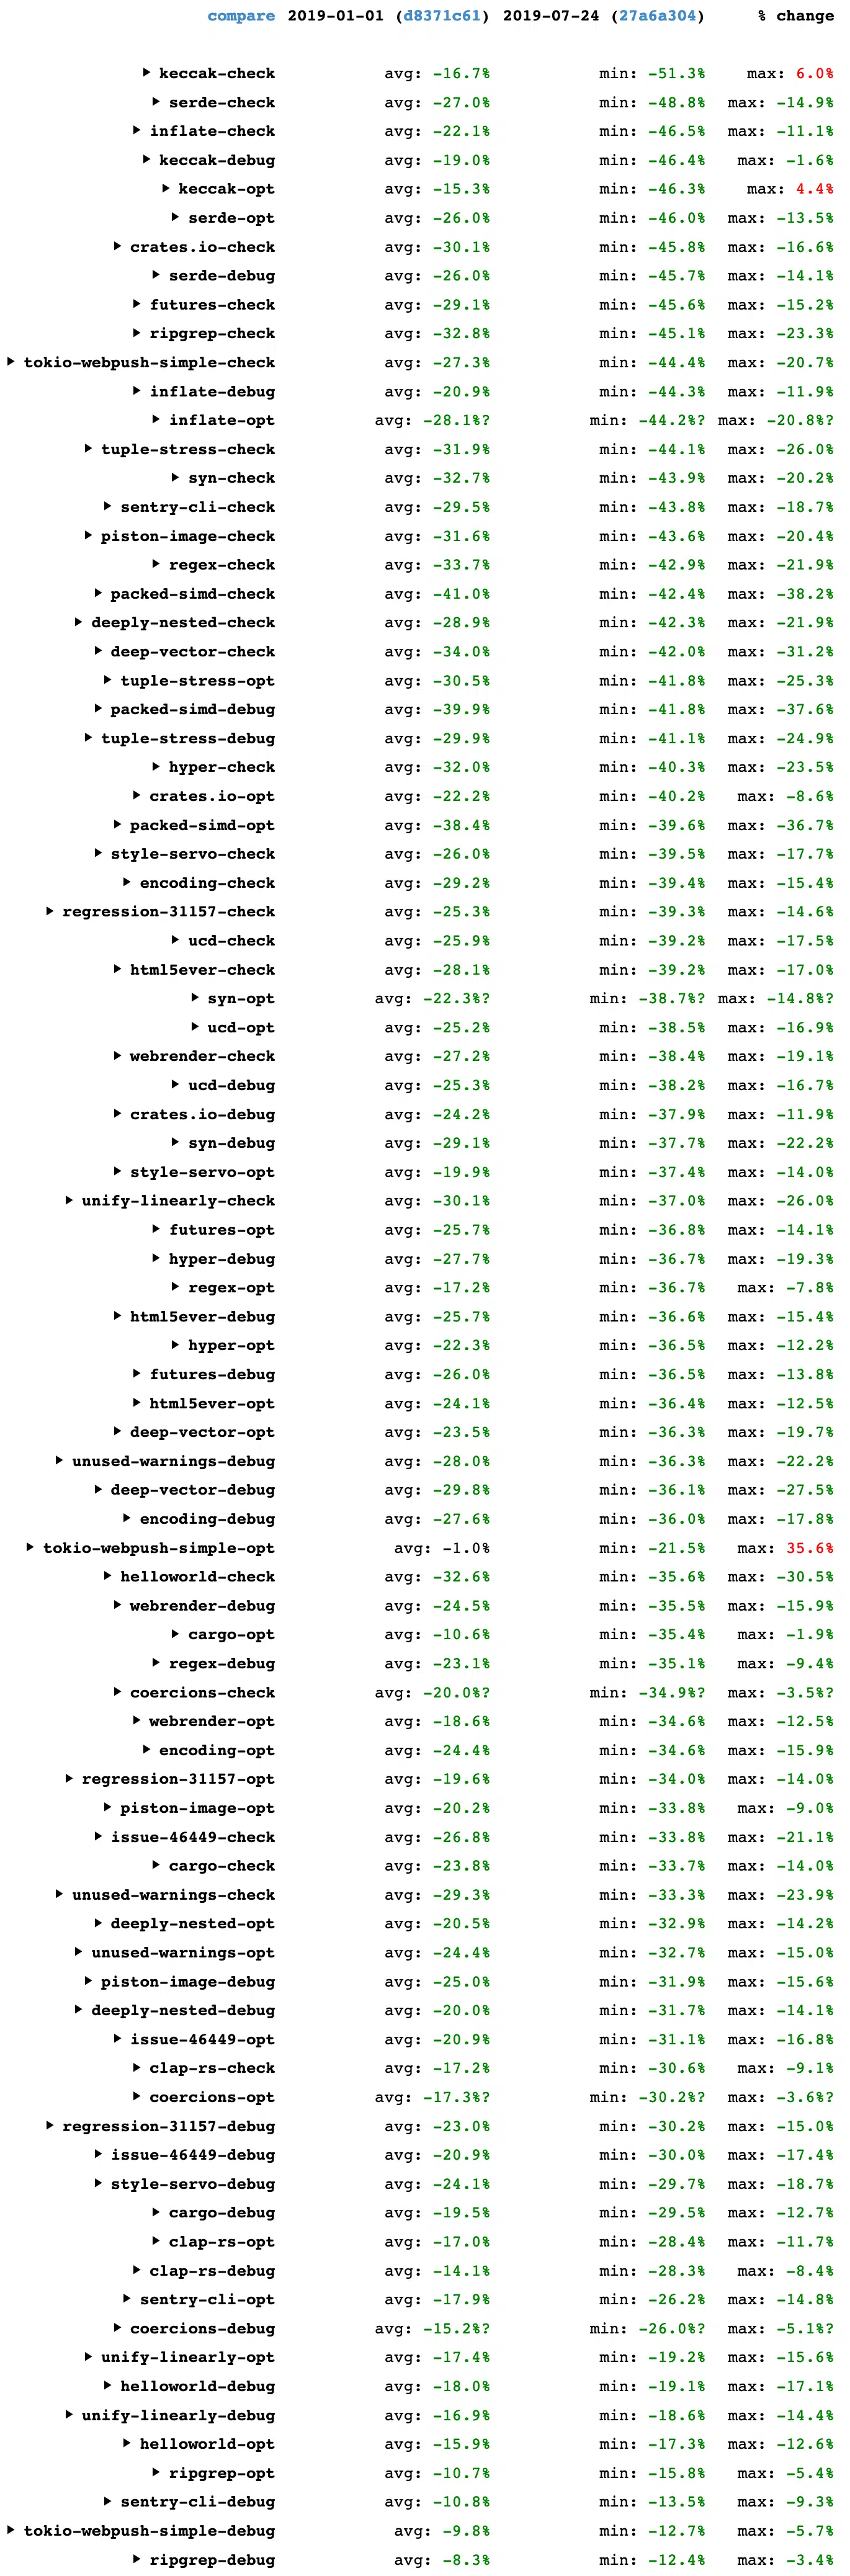 compare 2019-01-01 (d8371c61) 2019-07-24 (27a6a304) % change
▶ keccak-check avg: -16.7% min: -51.3% max: 6.0%
▶ serde-check avg: -27.0% min: -48.8% max: -14.9%
▶ inflate-check avg: -22.1% min: -46.5% max: -11.1%
▶ keccak-debug avg: -19.0% min: -46.4% max: -1.6%
▶ keccak-opt avg: -15.3% min: -46.3% max: 4.4%
▶ serde-opt avg: -26.0% min: -46.0% max: -13.5%
▶ crates.io-check avg: -30.1% min: -45.8% max: -16.6%
▶ serde-debug avg: -26.0% min: -45.7% max: -14.1%
▶ futures-check avg: -29.1% min: -45.6% max: -15.2%
▶ ripgrep-check avg: -32.8% min: -45.1% max: -23.3%
▶ tokio-webpush-simple-check avg: -27.3% min: -44.4% max: -20.7%
▶ inflate-debug avg: -20.9% min: -44.3% max: -11.9%
▶ inflate-opt avg: -28.1%? min: -44.2%? max: -20.8%?
▶ tuple-stress-check avg: -31.9% min: -44.1% max: -26.0%
▶ syn-check avg: -32.7% min: -43.9% max: -20.2%
▶ sentry-cli-check avg: -29.5% min: -43.8% max: -18.7%
▶ piston-image-check avg: -31.6% min: -43.6% max: -20.4%
▶ regex-check avg: -33.7% min: -42.9% max: -21.9%
▶ packed-simd-check avg: -41.0% min: -42.4% max: -38.2%
▶ deeply-nested-check avg: -28.9% min: -42.3% max: -21.9%
▶ deep-vector-check avg: -34.0% min: -42.0% max: -31.2%
▶ tuple-stress-opt avg: -30.5% min: -41.8% max: -25.3%
▶ packed-simd-debug avg: -39.9% min: -41.8% max: -37.6%
▶ tuple-stress-debug avg: -29.9% min: -41.1% max: -24.9%
▶ hyper-check avg: -32.0% min: -40.3% max: -23.5%
▶ crates.io-opt avg: -22.2% min: -40.2% max: -8.6%
▶ packed-simd-opt avg: -38.4% min: -39.6% max: -36.7%
▶ style-servo-check avg: -26.0% min: -39.5% max: -17.7%
▶ encoding-check avg: -29.2% min: -39.4% max: -15.4%
▶ regression-31157-check avg: -25.3% min: -39.3% max: -14.6%
▶ ucd-check avg: -25.9% min: -39.2% max: -17.5%
▶ html5ever-check avg: -28.1% min: -39.2% max: -17.0%
▶ syn-opt avg: -22.3%? min: -38.7%? max: -14.8%?
▶ ucd-opt avg: -25.2% min: -38.5% max: -16.9%
▶ webrender-check avg: -27.2% min: -38.4% max: -19.1%
▶ ucd-debug avg: -25.3% min: -38.2% max: -16.7%
▶ crates.io-debug avg: -24.2% min: -37.9% max: -11.9%
▶ syn-debug avg: -29.1% min: -37.7% max: -22.2%
▶ style-servo-opt avg: -19.9% min: -37.4% max: -14.0%
▶ unify-linearly-check avg: -30.1% min: -37.0% max: -26.0%
▶ futures-opt avg: -25.7% min: -36.8% max: -14.1%
▶ hyper-debug avg: -27.7% min: -36.7% max: -19.3%
▶ regex-opt avg: -17.2% min: -36.7% max: -7.8%
▶ html5ever-debug avg: -25.7% min: -36.6% max: -15.4%
▶ hyper-opt avg: -22.3% min: -36.5% max: -12.2%
▶ futures-debug avg: -26.0% min: -36.5% max: -13.8%
▶ html5ever-opt avg: -24.1% min: -36.4% max: -12.5%
▶ deep-vector-opt avg: -23.5% min: -36.3% max: -19.7%
▶ unused-warnings-debug avg: -28.0% min: -36.3% max: -22.2%
▶ deep-vector-debug avg: -29.8% min: -36.1% max: -27.5%
▶ encoding-debug avg: -27.6% min: -36.0% max: -17.8%
▶ tokio-webpush-simple-opt avg: -1.0% min: -21.5% max: 35.6%
▶ helloworld-check avg: -32.6% min: -35.6% max: -30.5%
▶ webrender-debug avg: -24.5% min: -35.5% max: -15.9%
▶ cargo-opt avg: -10.6% min: -35.4% max: -1.9%
▶ regex-debug avg: -23.1% min: -35.1% max: -9.4%
▶ coercions-check avg: -20.0%? min: -34.9%? max: -3.5%?
▶ webrender-opt avg: -18.6% min: -34.6% max: -12.5%
▶ encoding-opt avg: -24.4% min: -34.6% max: -15.9%
▶ regression-31157-opt avg: -19.6% min: -34.0% max: -14.0%
▶ piston-image-opt avg: -20.2% min: -33.8% max: -9.0%
▶ issue-46449-check avg: -26.8% min: -33.8% max: -21.1%
▶ cargo-check avg: -23.8% min: -33.7% max: -14.0%
▶ unused-warnings-check avg: -29.3% min: -33.3% max: -23.9%
▶ deeply-nested-opt avg: -20.5% min: -32.9% max: -14.2%
▶ unused-warnings-opt avg: -24.4% min: -32.7% max: -15.0%
▶ piston-image-debug avg: -25.0% min: -31.9% max: -15.6%
▶ deeply-nested-debug avg: -20.0% min: -31.7% max: -14.1%
▶ issue-46449-opt avg: -20.9% min: -31.1% max: -16.8%
▶ clap-rs-check avg: -17.2% min: -30.6% max: -9.1%
▶ coercions-opt avg: -17.3%? min: -30.2%? max: -3.6%?
▶ regression-31157-debug avg: -23.0% min: -30.2% max: -15.0%
▶ issue-46449-debug avg: -20.9% min: -30.0% max: -17.4%
▶ style-servo-debug avg: -24.1% min: -29.7% max: -18.7%
▶ cargo-debug avg: -19.5% min: -29.5% max: -12.7%
▶ clap-rs-opt avg: -17.0% min: -28.4% max: -11.7%
▶ clap-rs-debug avg: -14.1% min: -28.3% max: -8.4%
▶ sentry-cli-opt avg: -17.9% min: -26.2% max: -14.8%
▶ coercions-debug avg: -15.2%? min: -26.0%? max: -5.1%?
▶ unify-linearly-opt avg: -17.4% min: -19.2% max: -15.6%
▶ helloworld-debug avg: -18.0% min: -19.1% max: -17.1%
▶ unify-linearly-debug avg: -16.9% min: -18.6% max: -14.4%
▶ helloworld-opt avg: -15.9% min: -17.3% max: -12.6%
▶ ripgrep-opt avg: -10.7% min: -15.8% max: -5.4%
▶ sentry-cli-debug avg: -10.8% min: -13.5% max: -9.3%
▶ tokio-webpush-simple-debug avg: -9.8% min: -12.7% max: -5.7%
▶ ripgrep-debug avg: -8.3% min: -12.4% max: -3.4%